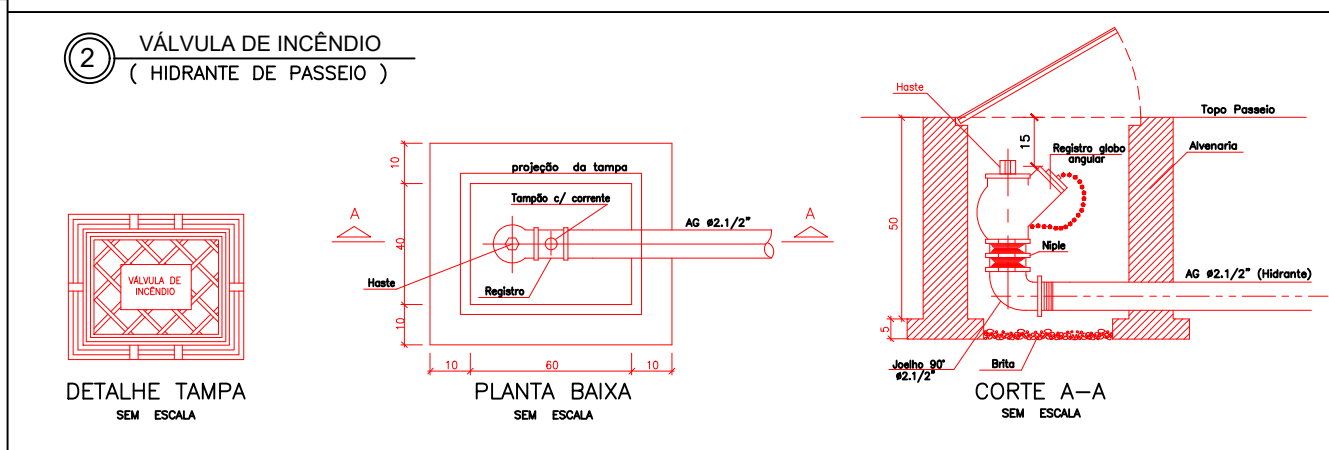 2
VÁLVULA DE INCÊNDIO
( HIDRANTE DE PASSEIO )
VÁLVULA DE
INCÊNDIO
DETALHE TAMPA
SEM ESCALA
10
40
10
projeção da tampa
Tampão c/ corrente
A
A
AG ø2.1/2"
Haste
Registro
10
60
10
PLANTA BAIXA
SEM ESCALA
Haste
Topo Passeio
15
Registro globo
angular
Alvenaria
50
Niple
AG ø2.1/2" (Hidrante)
5
Joelho 90°
ø2.1/2"
Brita
CORTE A-A
SEM ESCALA